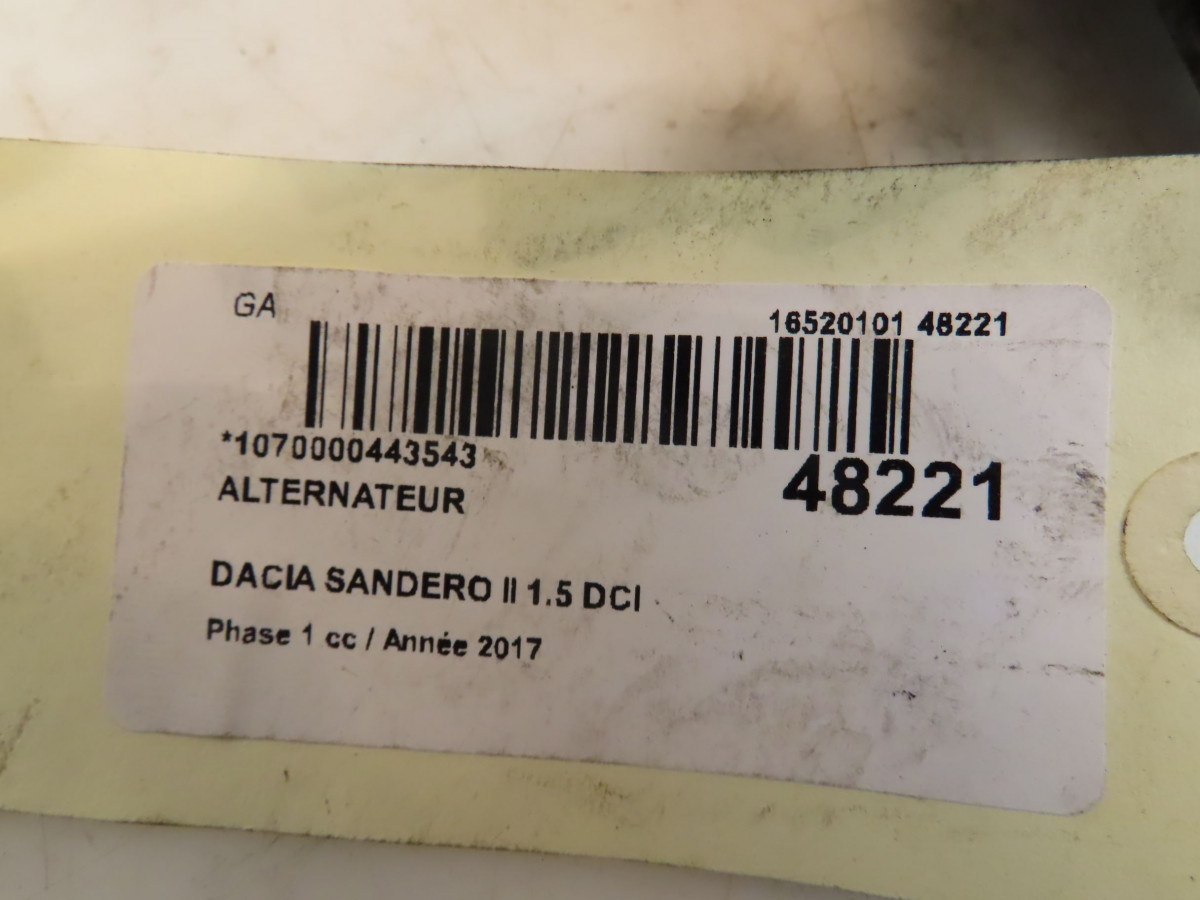 GA
16520101 48221
*1070000443543
48221
ALTERNATEUR
DACIA SANDERO II 1.5 DCI
Phase 1 cc / Année 2017